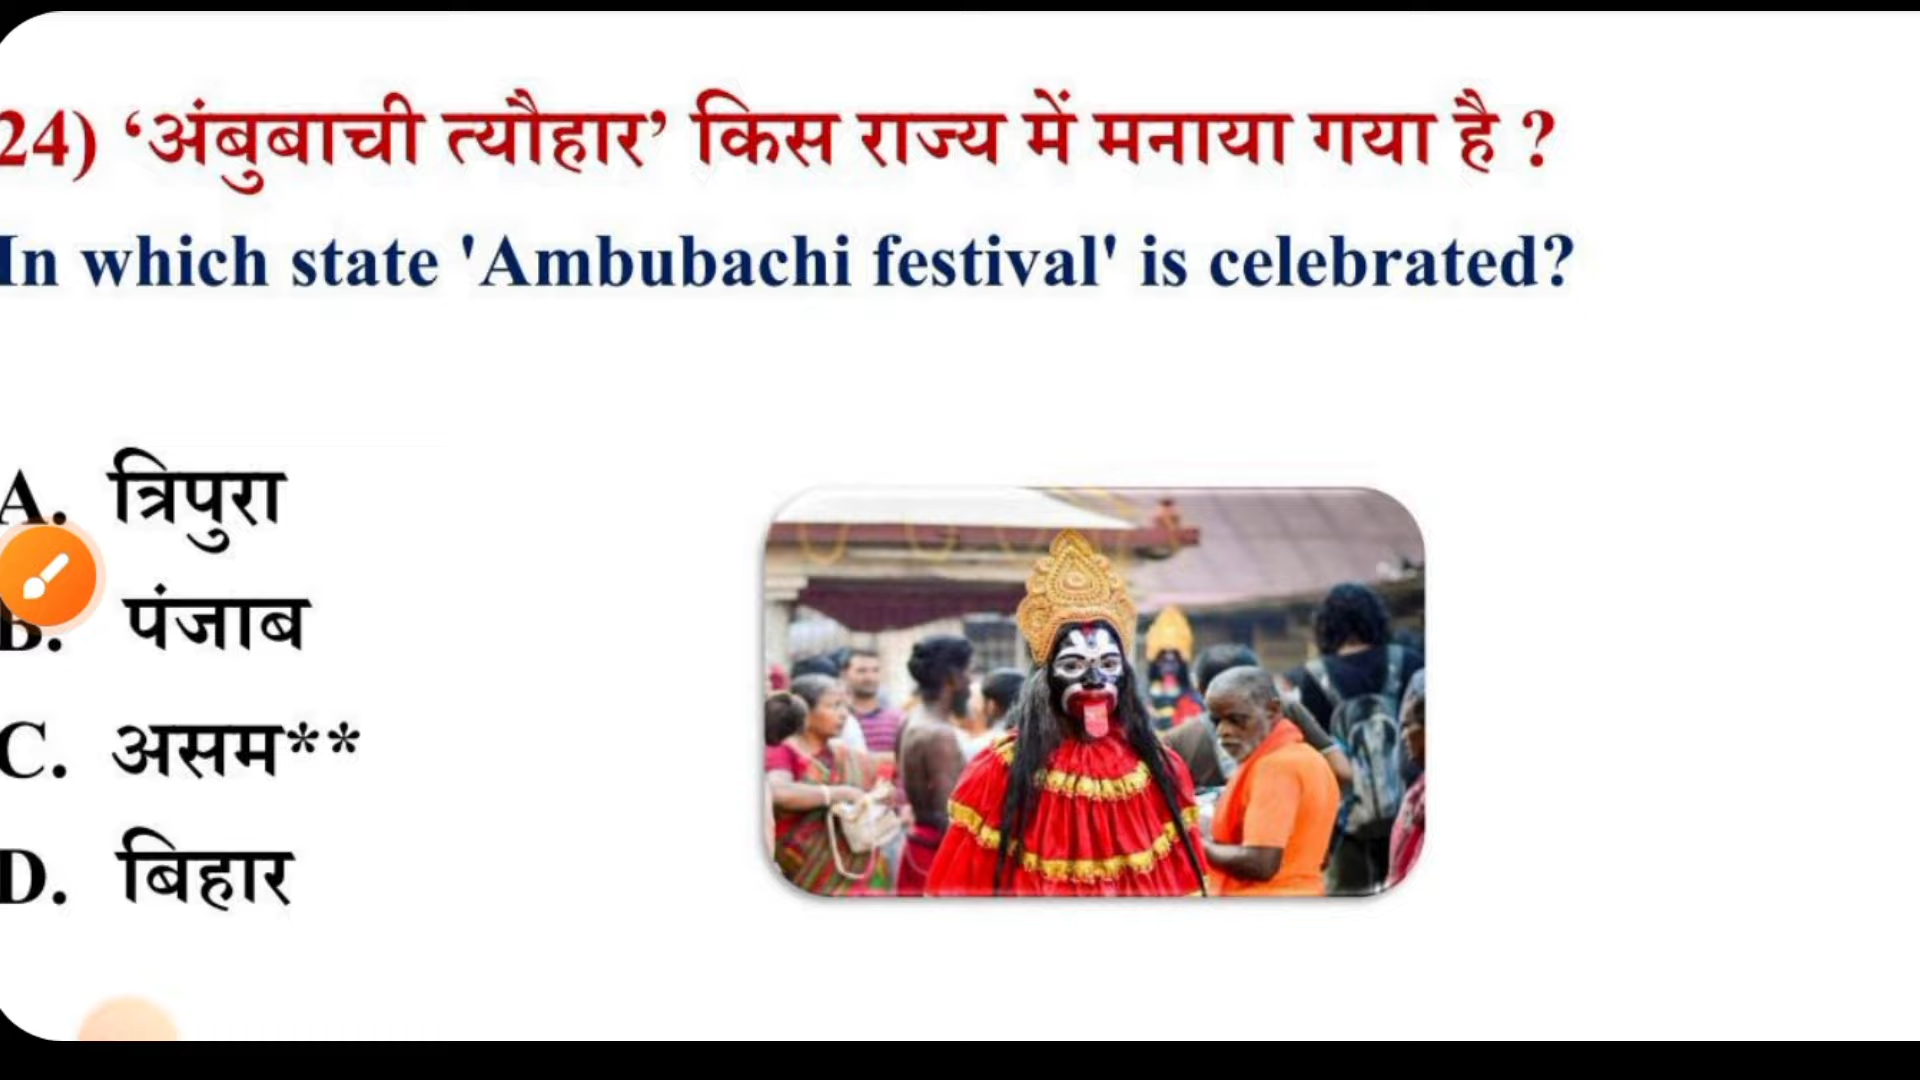 24) ‘अंबुबाची त्यौहार’ किस राज्य में मनाया गया है ?
In which state 'Ambubachi festival' is celebrated?
A. त्रिपुरा
B. पंजाब
C. असम**
D. बिहार